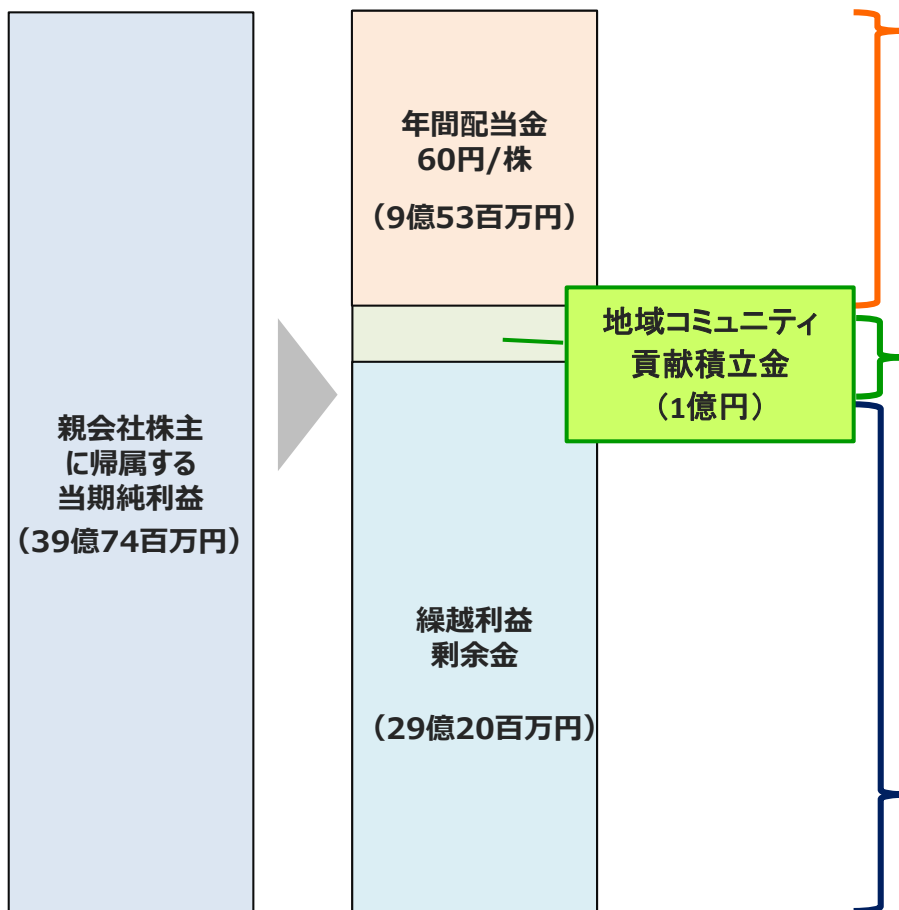 親会社株主
に帰属する
当期純利益
（39億74百万円）
年間配当金
60円/株
（9億53百万円）
地域コミュニティ
貢献積立金
（1億円）
繰越利益
剰余金
（29億20百万円）